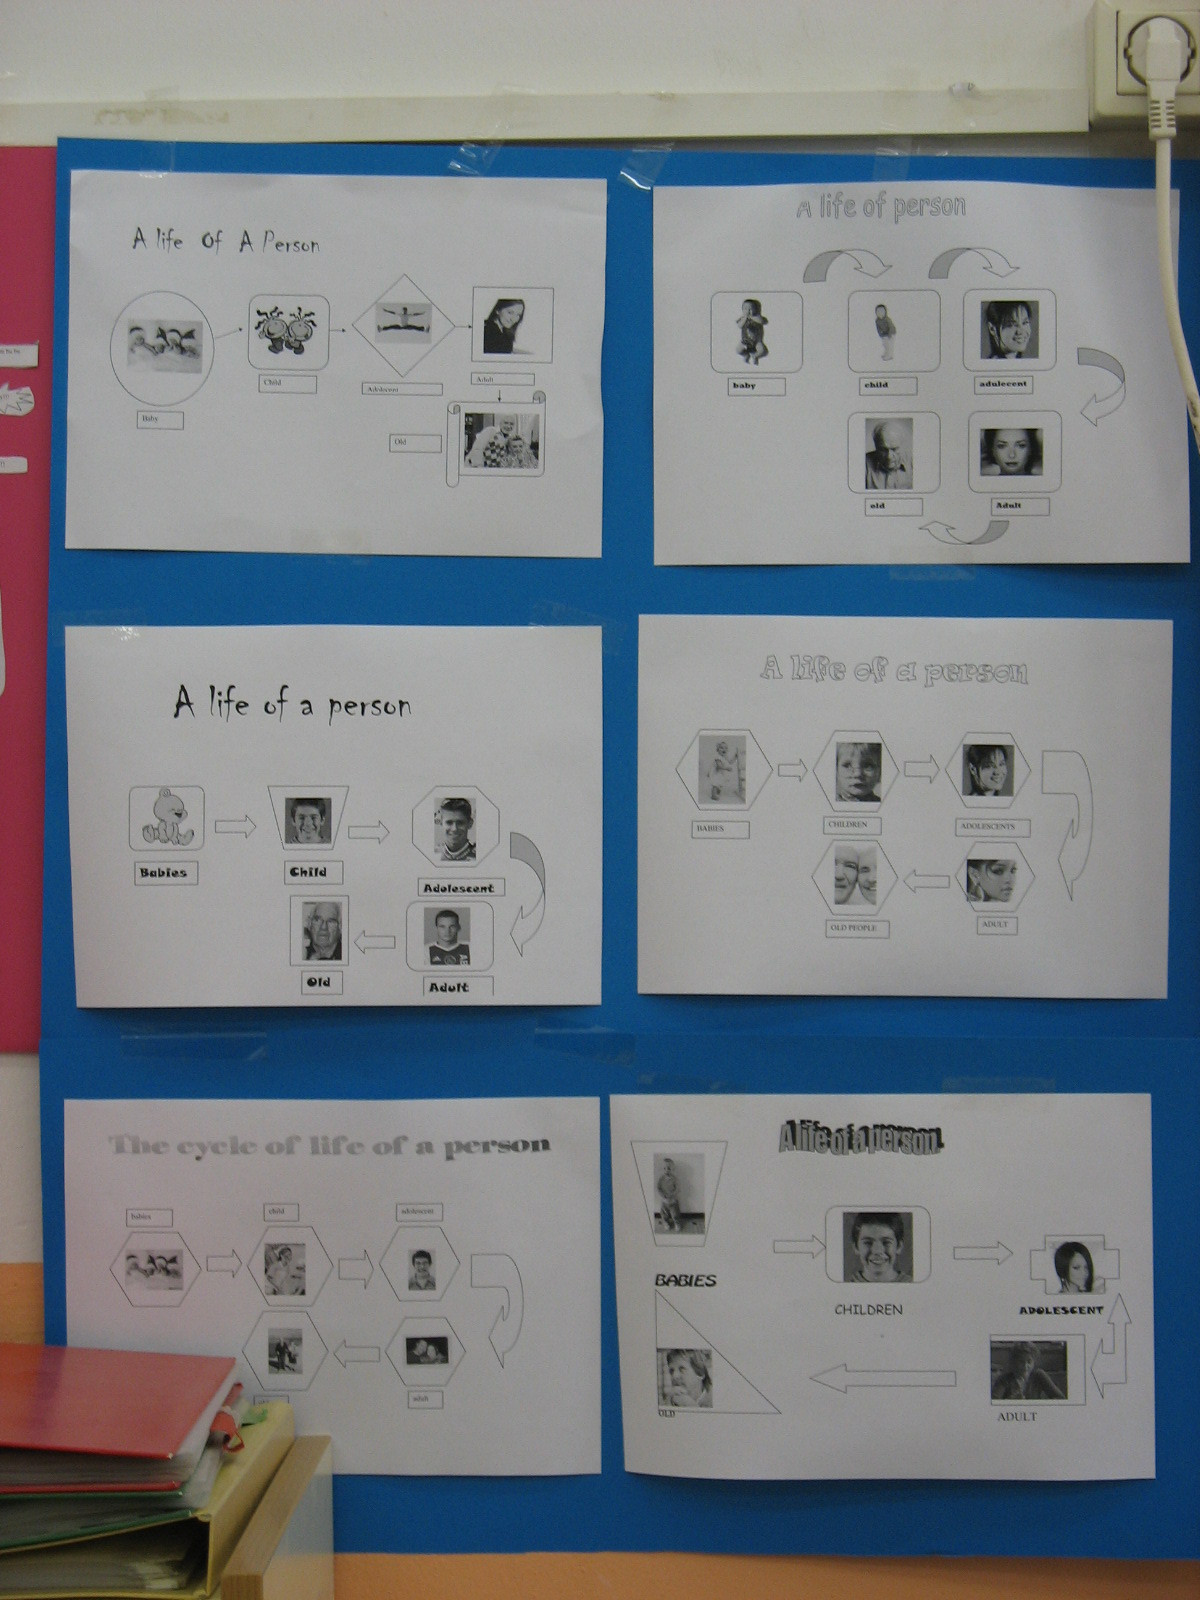 A life Of A Person
Baby
Child
Adolecent
Adult
Old
A life of person
baby
child
adulecent
old
Adult
A life of a person
Babies
Child
Adolescent
Old
Adult
A life of a person
BABIES
CHILDREN
ADOLESCENTS
OLD PEOPLE
ADULT
The cycle of life of a person
babies
child
adolescent
adult
A life of a person.
BABIES
CHILDREN
ADOLESCENT
OLD
ADULT